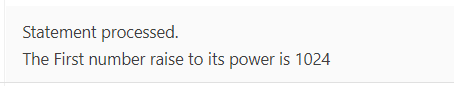 Statement processed.
The First number raise to its power is 1024